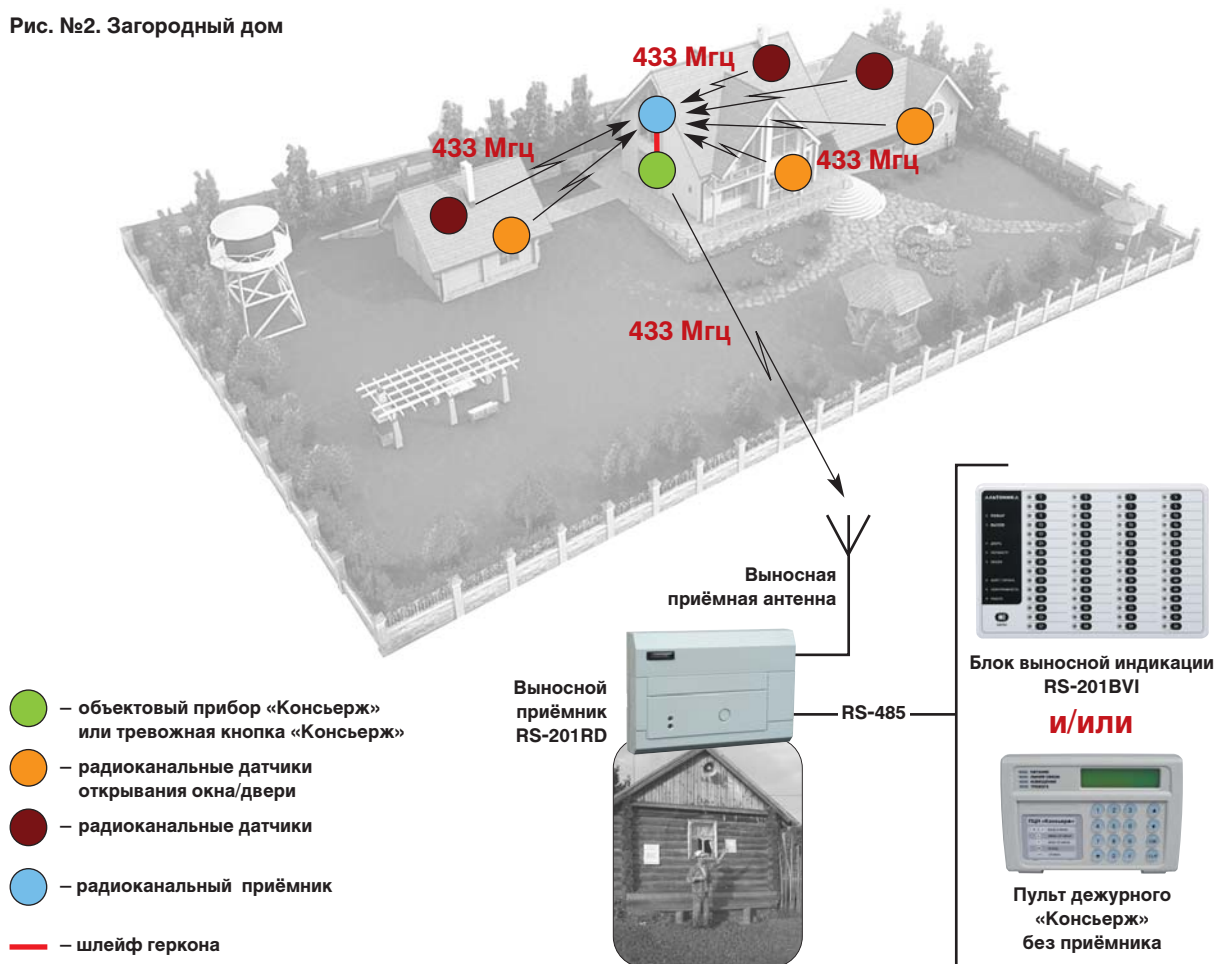 Рис. №2. Загородный дом
433 Мгц
433 Мгц
433 Мгц
433 Мгц
Выносная
приёмная антенна
Выносной
приёмник
RS-201RD
RS-485
Блок выносной индикации
RS-201BVI
и/или
Пульт дежурного
«Консьерж»
без приёмника
– объектовый прибор «Консьерж»
или тревожная кнопка «Консьерж»
– радиоканальные датчики
открывания окна/двери
– радиоканальные датчики
– радиоканальный приёмник
– шлейф геркона